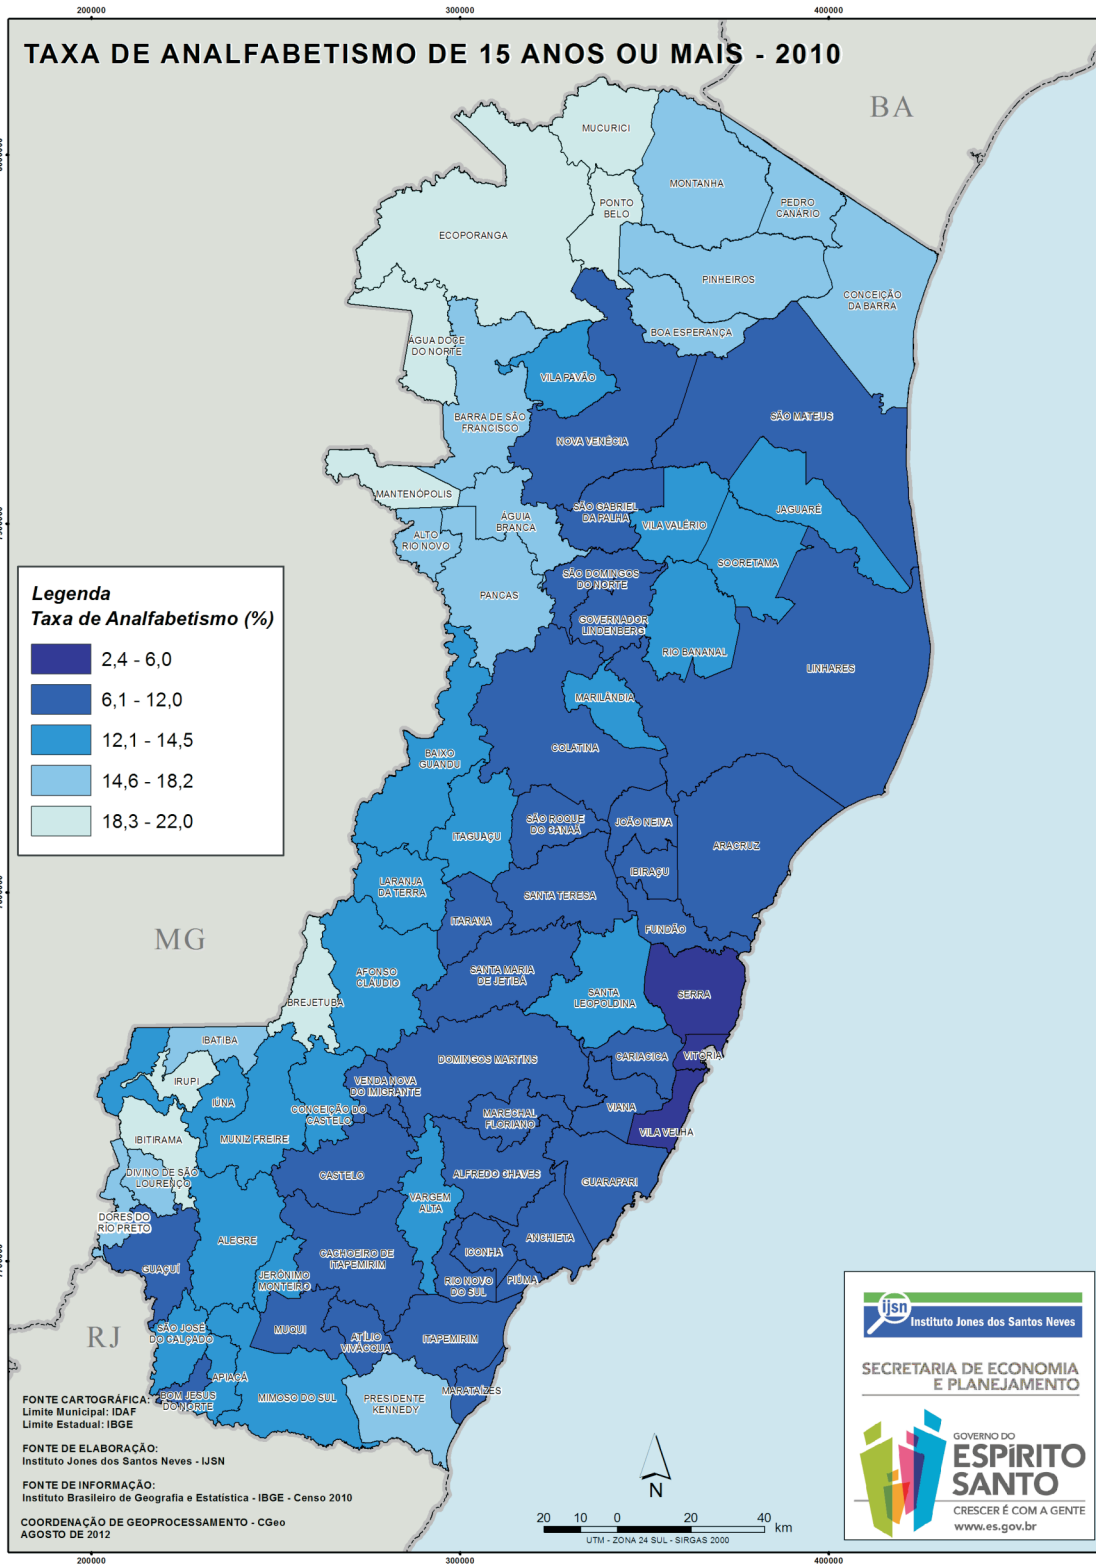 200000
300000
400000
TAXA DE ANALFABETISMO DE 15 ANOS OU MAIS - 2010
BA
MUCURICI
MONTANHA
PONTO
BELO
PEDRO
CANÁRIO
ECOPORANGA
PINHEIROS
CONCEIÇÃO
DA BARRA
BOA ESPERANÇA
ÁGUA DOCE
DO NORTE
VILA PAVÃO
BARRA DE SÃO
FRANCISCO
SÃO MATEUS
NOVA VENÉCIA
MANTENÓPOLIS
SÃO GABRIEL
DA PALHA
JAGUARÉ
ÁGUIA
BRANCA
VILA VALÉRIO
ALTO
RIO NOVO
SOORETAMA
SÃO DOMINGOS
DO NORTE
PANCAS
GOVERNADOR
LINDENBERG
RIO BANANAL
LINHARES
Legenda
Taxa de Analfabetismo (%)
2,4 - 6,0
6,1 - 12,0
12,1 - 14,5
14,6 - 18,2
18,3 - 22,0
MARILÂNDIA
COLATINA
BAIXO
GUANDU
SÃO ROQUE
DO CANAÃ
JOÃO NEIVA
ITAGUAÇU
ARACRUZ
IBIRAÇU
LARANJA
DA TERRA
SANTA TERESA
ITARANA
FUNDÃO
MG
AFONSO
CLÁUDIO
SANTA MARIA
DE JETIBÁ
SANTA
LEOPOLDINA
SERRA
BREJETUBA
IBATIBA
DOMINGOS MARTINS
CARIACICA
VITÓRIA
IRUPI
VENDA NOVA
DO IMIGRANTE
IÚNA
CONCEIÇÃO DO
CASTELO
MARECHAL
FLORIANO
VIANA
VILA VELHA
IBITIRAMA
MUNIZ FREIRE
DIVINO DE SÃO
LOURENÇO
CASTELO
ALFREDO CHAVES
GUARAPARI
VARGEM
ALTA
DORES DO
RIO PRETO
ALEGRE
ANCHIETA
ICONHA
CACHOEIRO DE
ITAPEMIRIM
GUAÇUÍ
JERÔNIMO
MONTEIRO
RIO NOVO
DO SUL
PIÚMA
RJ
SÃO JOSÉ
DO CALÇADO
MUQUI
ATÍLIO
VIVÁCQUA
ITAPEMIRIM
APIACÁ
BOM JESUS
DO NORTE
MIMOSO DO SUL
PRESIDENTE
KENNEDY
MARATAÍZES
FONTE CARTOGRÁFICA:
Limite Municipal: IDAF
Limite Estadual: IBGE
FONTE DE ELABORAÇÃO:
Instituto Jones dos Santos Neves - IJSN
FONTE DE INFORMAÇÃO:
Instituto Brasileiro de Geografia e Estatística - IBGE - Censo 2010
COORDENAÇÃO DE GEOPROCESSAMENTO - CGeo
AGOSTO DE 2012
N
20 10 0 20 40 km
UTM - ZONA 24 SUL - SIRGAS 2000
ijsn
Instituto Jones dos Santos Neves
SECRETARIA DE ECONOMIA
E PLANEJAMENTO
GOVERNO DO
ESPÍRITO
SANTO
CRESCER É COM A GENTE
www.es.gov.br
200000
300000
400000